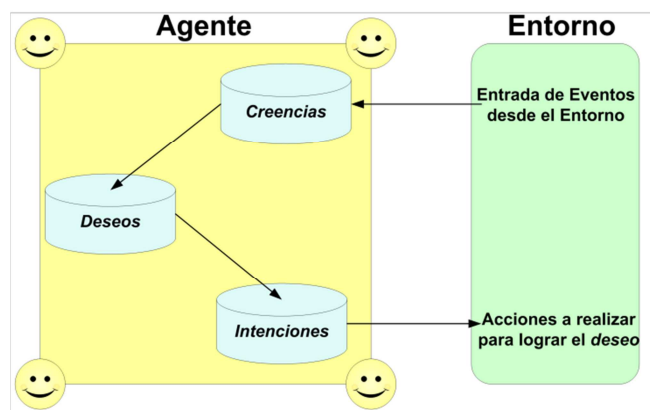 Agente
Entorno
Creencias
Entrada de Eventos
desde el Entorno
Deseos
Intenciones
Acciones a realizar
para lograr el deseo